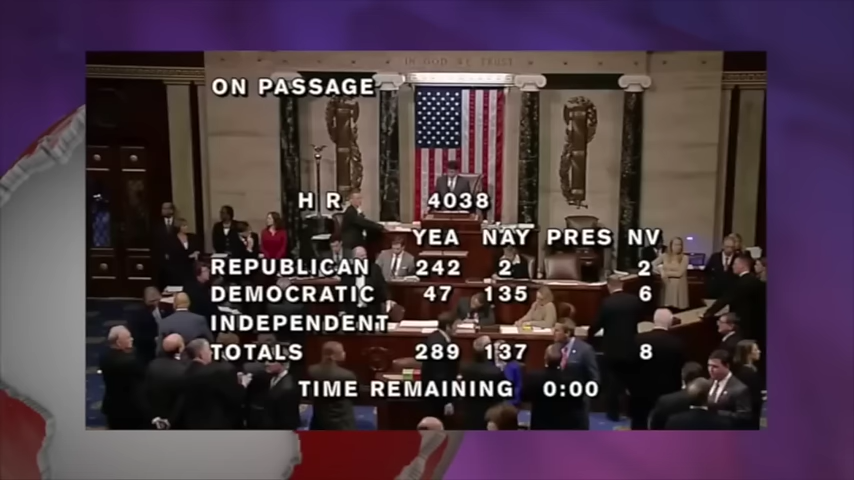 IN GOD WE TRUST
ON PASSAGE
H R 4038
YEA NAY PRES NV
REPUBLICAN 242 2 2
DEMOCRATIC 47 135 6
INDEPENDENT
TOTALS 289 137 8
TIME REMAINING 0:00